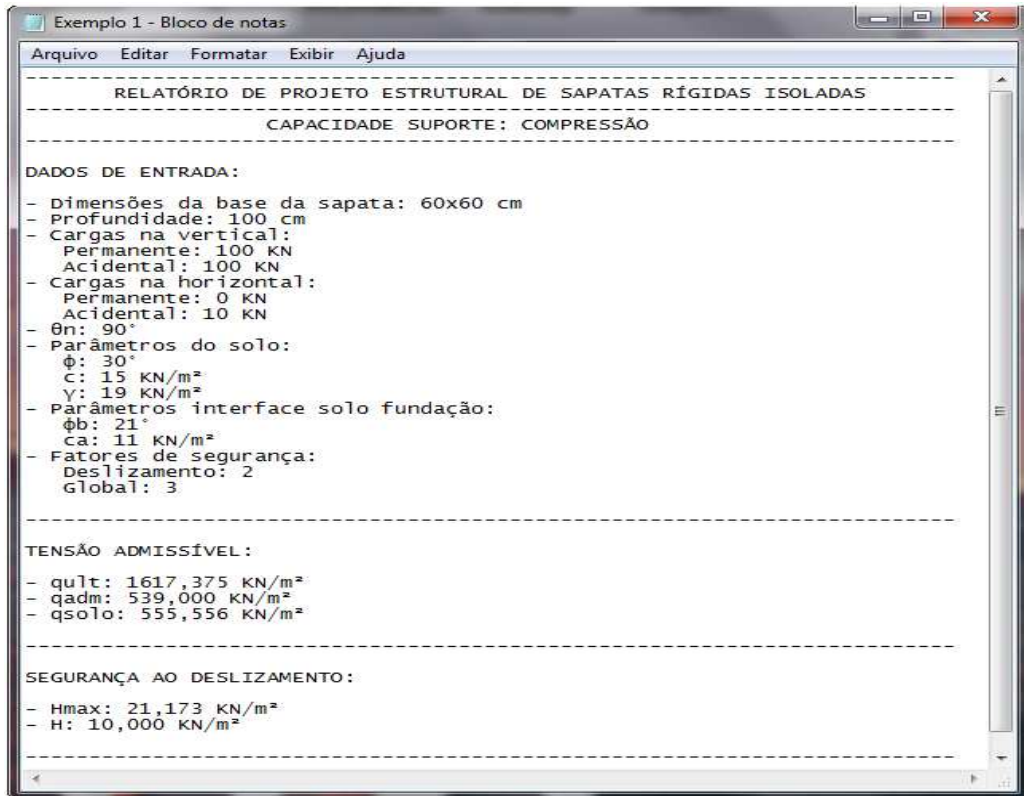 Exemplo 1 - Bloco de notas
Arquivo Editar Formatar Exibir Ajuda
--------------------------------------------------------------------------------
RELATÓRIO DE PROJETO ESTRUTURAL DE SAPATAS RÍGIDAS ISOLADAS
--------------------------------------------------------------------------------
CAPACIDADE SUPORTE: COMPRESSÃO
--------------------------------------------------------------------------------
DADOS DE ENTRADA:
- Dimensões da base da sapata: 60x60 cm
- Profundidade: 100 cm
- Cargas na vertical:
Permanente: 100 KN
Acidental: 100 KN
- Cargas na horizontal:
Permanente: 0 KN
Acidental: 10 KN
- θn: 90°
- Parâmetros do solo:
ϕ: 30°
c: 15 KN/m²
γ: 19 KN/m²
- Parâmetros interface solo fundação:
ϕb: 21°
ca: 11 KN/m²
- Fatores de segurança:
Deslizamento: 2
Global: 3
--------------------------------------------------------------------------------
TENSÃO ADMISSÍVEL:
- qult: 1617,375 KN/m²
- qadm: 539,000 KN/m²
- qsolo: 555,556 KN/m²
--------------------------------------------------------------------------------
SEGURANÇA AO DESLIZAMENTO:
- Hmax: 21,173 KN/m²
- H: 10,000 KN/m²
--------------------------------------------------------------------------------